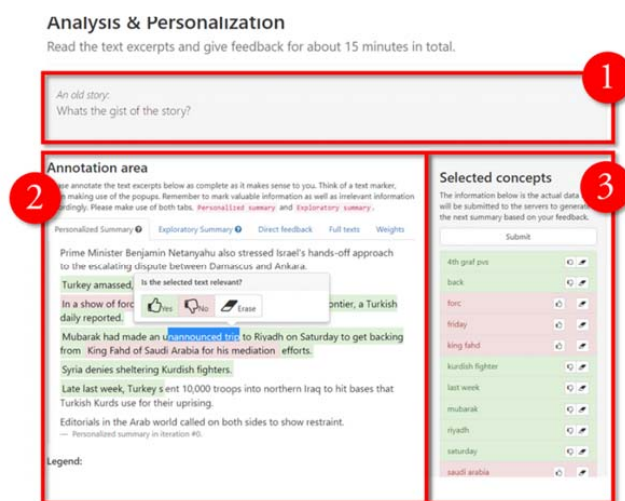 Analysis & Personalization
Read the text excerpts and give feedback for about 15 minutes in total.
1
An old story:
Whats the gist of the story?
2
Annotation area
ase annotate the text excerpts below as complete as it makes sense to you. Think of a text marker,
n making use of the popups. Remember to mark valuable information as well as irrelevant information
ordingly. Please make use of both tabs, Personalized summary and Exploratory summary.
Personalized Summary Exploratory Summary Direct feedback Full texts Weights
Prime Minister Benjamin Netanyahu also stressed Israel's hands-off approach
to the escalating dispute between Damascus and Ankara.
Turkey amassed,
Is the selected text relevant?
Yes No Erase
In a show of forc ontier, a Turkish
daily reported.
Mubarak had made an unannounced trip to Riyadh on Saturday to get backing
from King Fahd of Saudi Arabia for his mediation efforts.
Syria denies sheltering Kurdish fighters.
Late last week, Turkey sent 10,000 troops into northern Iraq to hit bases that
Turkish Kurds use for their uprising.
Editorials in the Arab world called on both sides to show restraint.
— Personalized summary in iteration #0.
Legend:
3
Selected concepts
The information below is the actual data
will be submitted to the servers to generat
the next summary based on your feedback.
Submit
4th graf pvs
back
forc
friday
king fahd
kurdish fighter
last week
mubarak
riyadh
saturday
saudi arabia